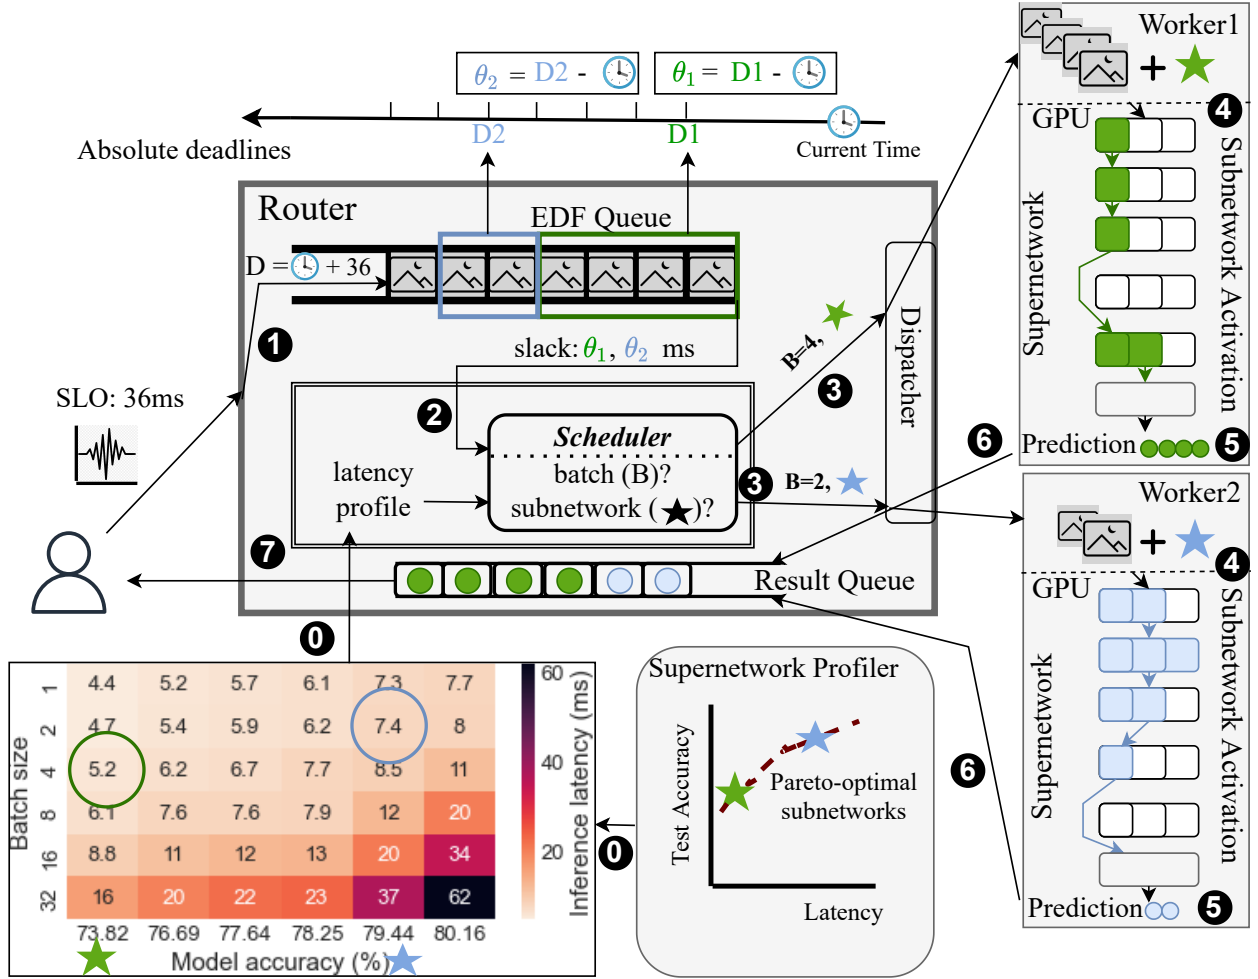 θ2 = D2 -
θ1 = D1 -
D2
D1
Absolute deadlines
Current Time
Router
EDF Queue
D = + 36
1
slack: θ1, θ2 ms
SLO: 36ms
2
Scheduler
batch (B)?
subnetwork ( )?
latency
profile
B=4,
3
3
B=2,
Dispatcher
7
Result Queue
0
6
6
Worker1
+
4
GPU
Supernetwork
Subnetwork Activation
Prediction
5
Worker2
+
4
GPU
Supernetwork
Subnetwork Activation
Prediction
5
Batch size
1 4.4 5.2 5.7 6.1 7.3 7.7
2 4.7 5.4 5.9 6.2 7.4 8
4 5.2 6.2 6.7 7.7 8.5 11
8 6.1 7.6 7.6 7.9 12 20
16 8.8 11 12 13 20 34
32 16 20 22 23 37 62
73.82 76.69 77.64 78.25 79.44 80.16
Model accuracy (%)
60
40
20
Inference latency (ms)
0
Supernetwork Profiler
Test Accuracy
Pareto-optimal
subnetworks
Latency